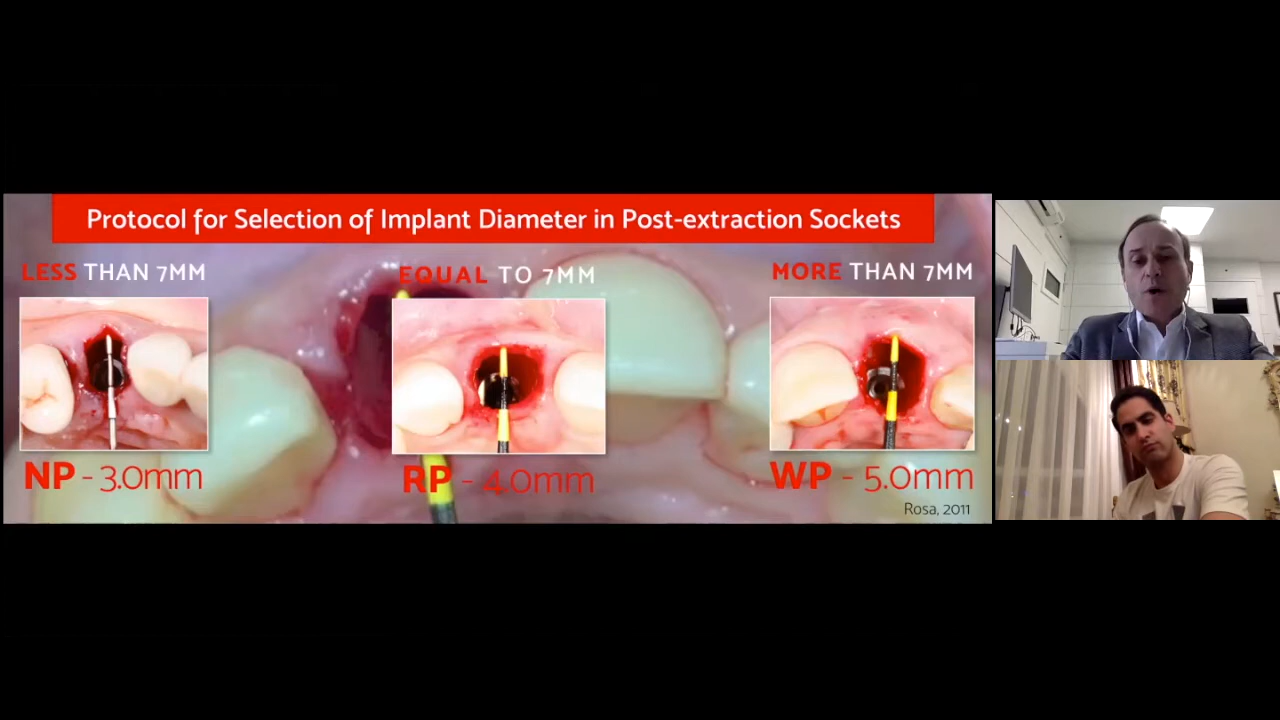 Protocol for Selection of Implant Diameter in Post-extraction Sockets
LESS THAN 7MM
EQUAL TO 7MM
MORE THAN 7MM
NP - 3.0mm
RP - 4.0mm
WP - 5.0mm
Rosa, 2011